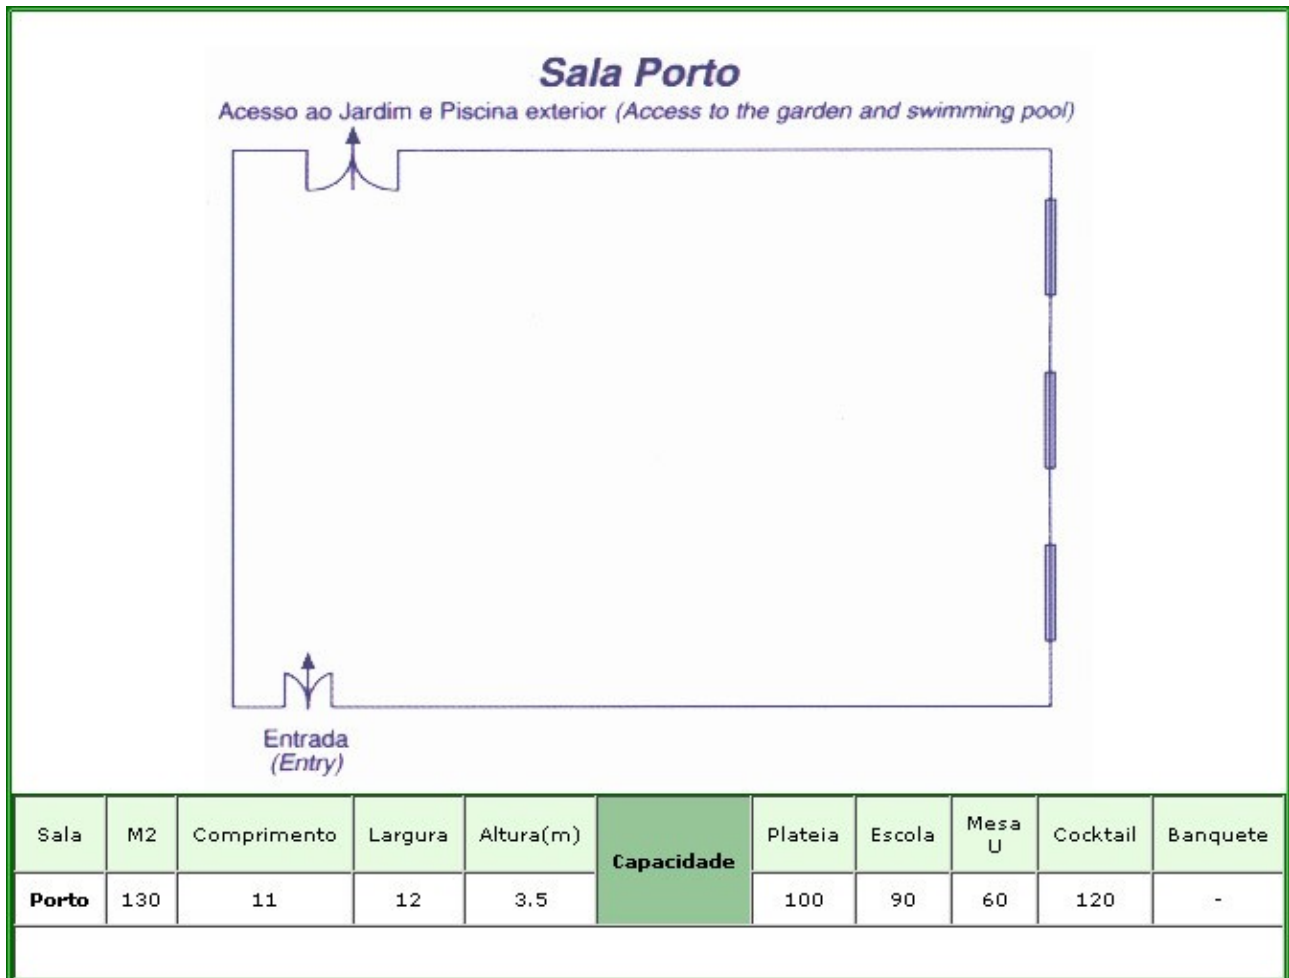 Sala Porto
Acesso ao Jardim e Piscina exterior (Access to the garden and swimming pool)
Entrada
(Entry)
Sala M2 Comprimento Largura Altura(m) Capacidade Plateia Escola Mesa U Cocktail Banquete
Porto 130 11 12 3.5 100 90 60 120 -